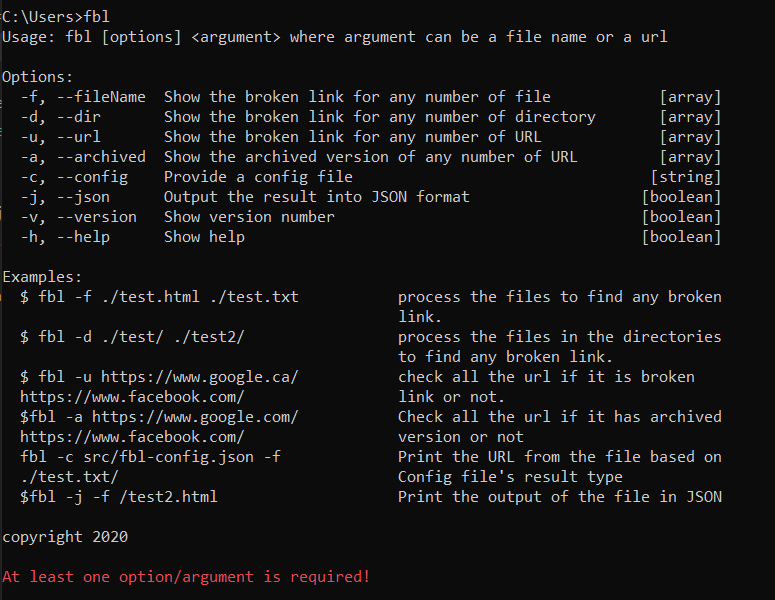 C:\Users>fbl
Usage: fbl [options] <argument> where argument can be a file name or a url
Options:
-f, --fileName  Show the broken link for any number of file  [array]
-d, --dir  Show the broken link for any number of directory  [array]
-u, --url  Show the broken link for any number of URL  [array]
-a, --archived  Show the archived version of any number of URL  [array]
-c, --config  Provide a config file  [string]
-j, --json  Output the result into JSON format  [boolean]
-v, --version  Show version number  [boolean]
-h, --help  Show help  [boolean]
Examples:
$ fbl -f ./test.html ./test.txt  process the files to find any broken
link.
$ fbl -d ./test/ ./test2/  process the files in the directories
to find any broken link.
$ fbl -u https://www.google.ca/  check all the url if it is broken
https://www.facebook.com/  link or not.
$fbl -a https://www.google.com/  Check all the url if it has archived
https://www.facebook.com/  version or not
fbl -c src/fbl-config.json -f  Print the URL from the file based on
./test.txt/  Config file's result type
$fbl -j -f /test2.html  Print the output of the file in JSON
copyright 2020
At least one option/argument is required!